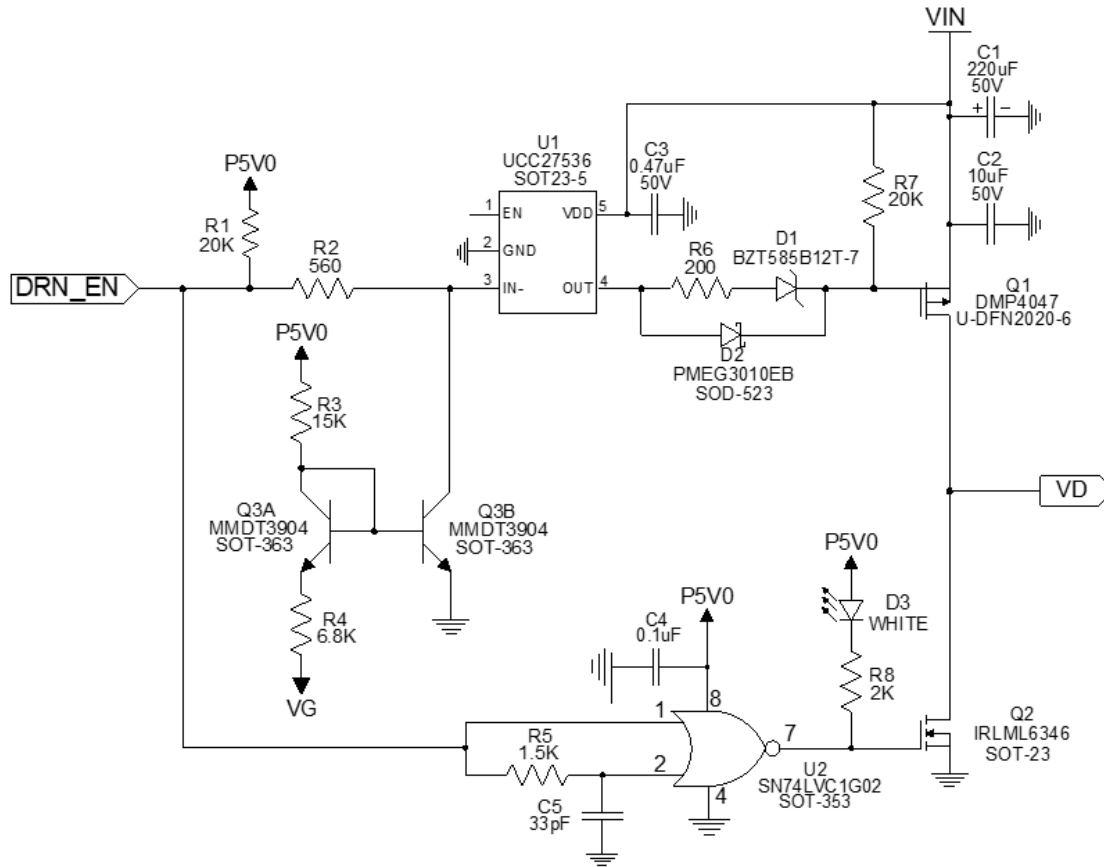 VIN
C1
220uF
50V
+ −
U1
UCC27536
SOT23-5
C3
0.47uF
50V
C2
10uF
50V
P5V0
R7
20K
1
EN
VDD
5
R1
20K
R2
560
2
GND
R6
200
D1
BZT585B12T-7
DRN_EN
3
IN-
OUT
4
Q1
DMP4047
U-DFN2020-6
P5V0
D2
PMEG3010EB
SOD-523
R3
15K
Q3A
MMDT3904
SOT-363
Q3B
MMDT3904
SOT-363
VD
P5V0
P5V0
D3
WHITE
R4
6.8K
C4
0.1uF
R8
2K
VG
8
1
R5
1.5K
7
Q2
IRLML6346
SOT-23
2
U2
SN74LVC1G02
SOT-353
4
C5
33pF